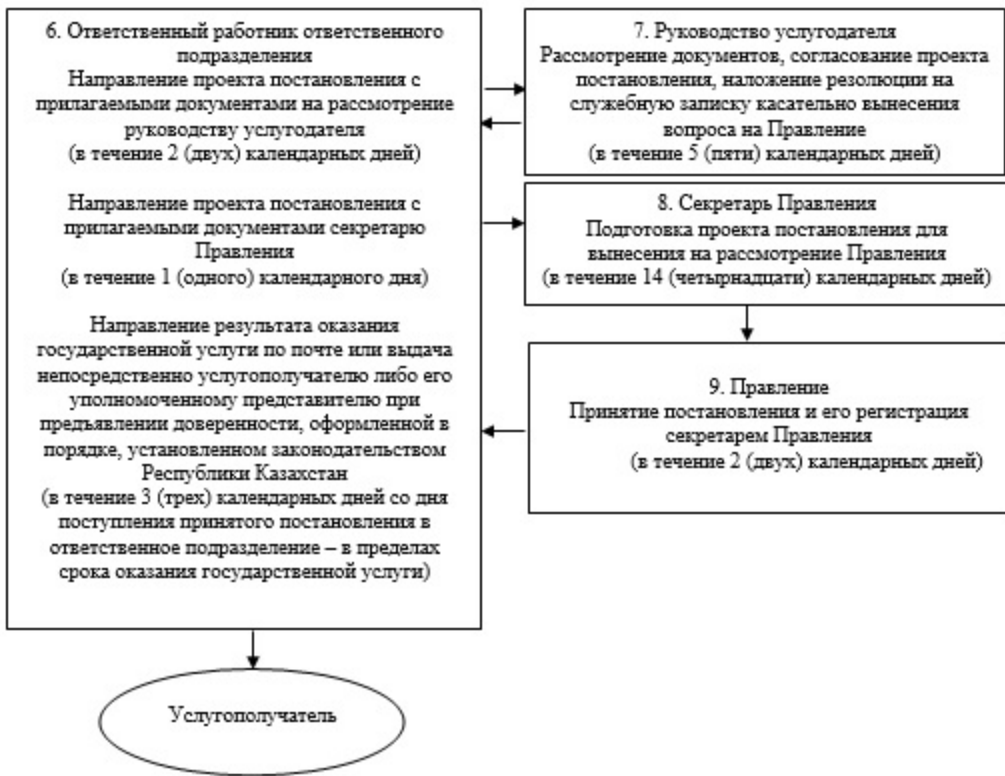 6. Ответственный работник ответственного
подразделения
Направление проекта постановления с
прилагаемыми документами на рассмотрение
руководству услугодателя
(в течение 2 (двух) календарных дней)
Направление проекта постановления с
прилагаемыми документами секретарю
Правления
(в течение 1 (одного) календарного дня)
Направление результата оказания
государственной услуги по почте или выдача
непосредственно услугополучателю либо его
уполномоченному представителю при
предъявлении доверенности, оформленной в
порядке, установленном законодательством
Республики Казахстан
(в течение 3 (трех) календарных дней со дня
поступления принятого постановления в
ответственное подразделение – в пределах
срока оказания государственной услуги)
7. Руководство услугодателя
Рассмотрение документов, согласование проекта
постановления, наложение резолюции на
служебную записку касательно вынесения
вопроса на Правление
(в течение 5 (пяти) календарных дней)
8. Секретарь Правления
Подготовка проекта постановления для
вынесения на рассмотрение Правления
(в течение 14 (четырнадцати) календарных дней)
9. Правление
Принятие постановления и его регистрация
секретарем Правления
(в течение 2 (двух) календарных дней)
Услугополучатель